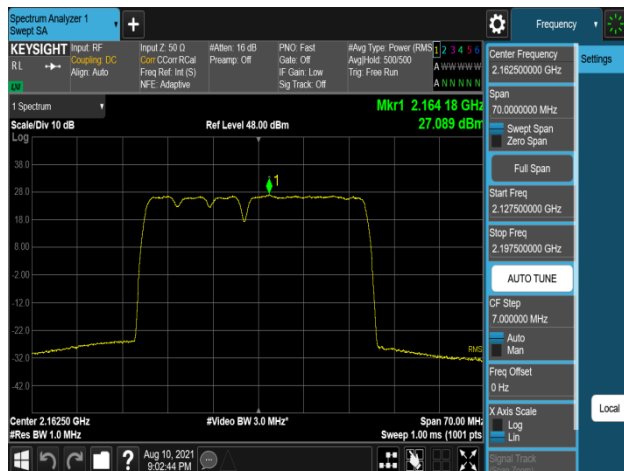 Spectrum Analyzer 1
Swept SA
Frequency
KEYSIGHT
RL
Input: RF
Coupling: DC
Align: Auto
Input Z: 50 Ω
Corr CCorr RCal
Freq Ref: Int (S)
NFE: Adaptive
#Atten: 16 dB
Preamp: Off
PNO: Fast
Gate: Off
IF Gain: Low
Sig Track: Off
#Avg Type: Power (RMS)
Avg|Hold: 500/500
Trig: Free Run
1 2 3 4 5 6
A W W W W W
A N N N N N
1 Spectrum
Scale/Div 10 dB
Ref Level 48.00 dBm
Mkr1 2.164 18 GHz
27.089 dBm
Log
38.0
28.0
18.0
8.00
-2.00
-12.0
-22.0
-32.0
-42.0
1
RMS
Center 2.16250 GHz
#Res BW 1.0 MHz
#Video BW 3.0 MHz*
Span 70.00 MHz
Sweep 1.00 ms (1001 pts)
Aug 10, 2021
9:02:44 PM
Center Frequency
2.162500000 GHz
Span
70.0000000 MHz
Swept Span
Zero Span
Full Span
Start Freq
2.127500000 GHz
Stop Freq
2.197500000 GHz
AUTO TUNE
CF Step
7.000000 MHz
Auto
Man
Freq Offset
0 Hz
X Axis Scale
Log
Lin
Signal Track
(Span Zoom)
Settings
Local